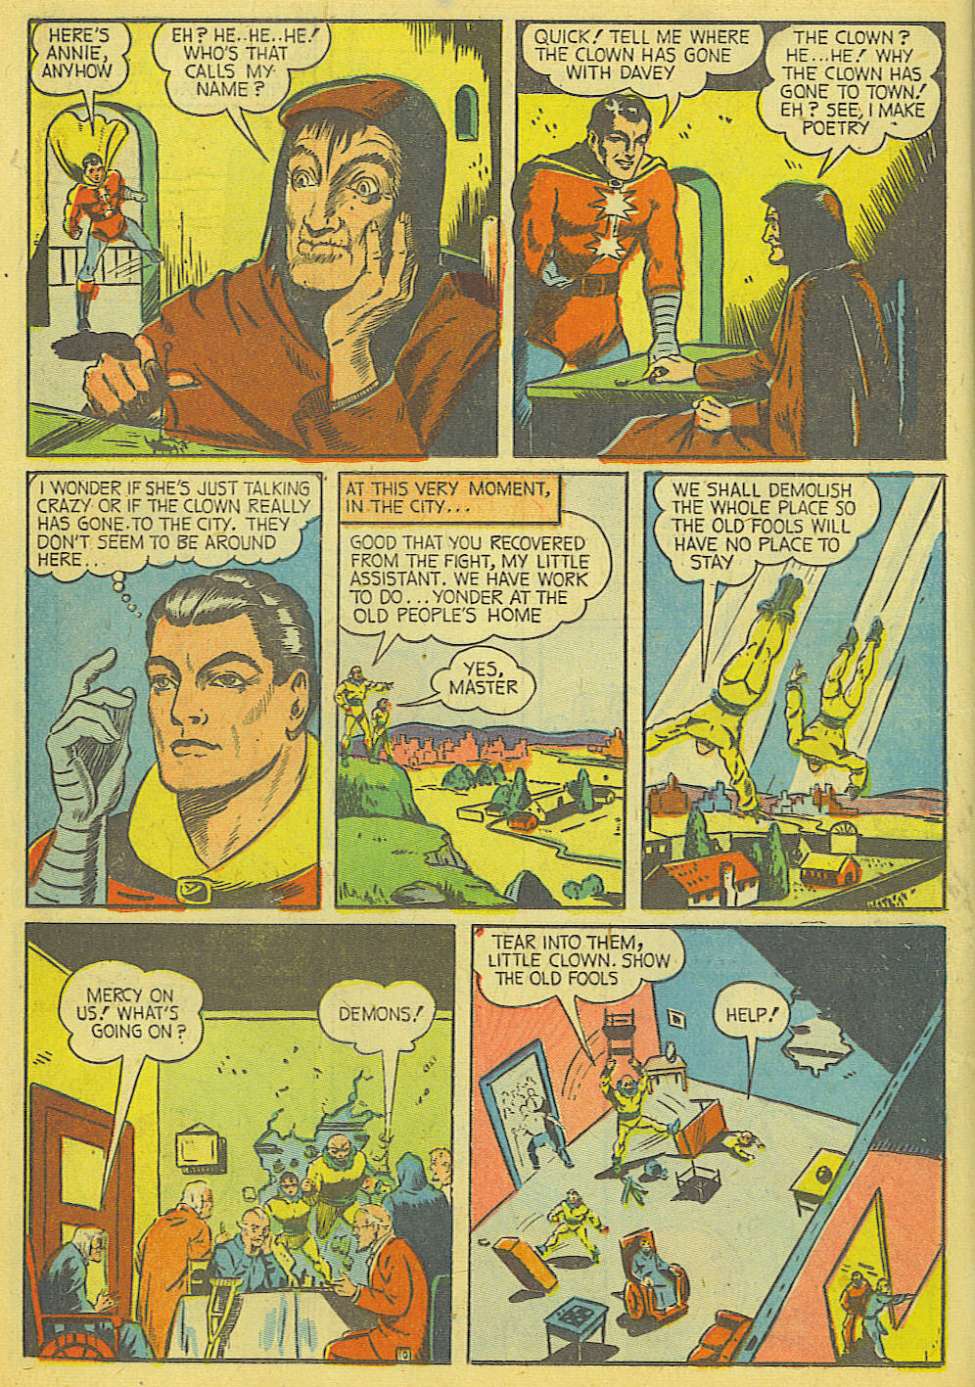 HERE'S
ANNIE,
ANYHOW
EH? HE..HE..HE!
WHO'S THAT
CALLS MY
NAME?
QUICK! TELL ME WHERE
THE CLOWN HAS GONE
WITH DAVEY
THE CLOWN?
HE...HE! WHY
THE CLOWN HAS
GONE TO TOWN!
EH? SEE, I MAKE
POETRY
I WONDER IF SHE'S JUST TALKING
CRAZY OR IF THE CLOWN REALLY
HAS GONE TO THE CITY. THEY
DON'T SEEM TO BE AROUND
HERE...
AT THIS VERY MOMENT,
IN THE CITY...
GOOD THAT YOU RECOVERED
FROM THE FIGHT, MY LITTLE
ASSISTANT. WE HAVE WORK
TO DO...YONDER AT THE
OLD PEOPLE'S HOME
YES,
MASTER
WE SHALL DEMOLISH
THE WHOLE PLACE SO
THE OLD FOOLS WILL
HAVE NO PLACE TO
STAY
MERCY ON
US! WHAT'S
GOING ON?
DEMONS!
10
TEAR INTO THEM,
LITTLE CLOWN. SHOW
THE OLD FOOLS
HELP!